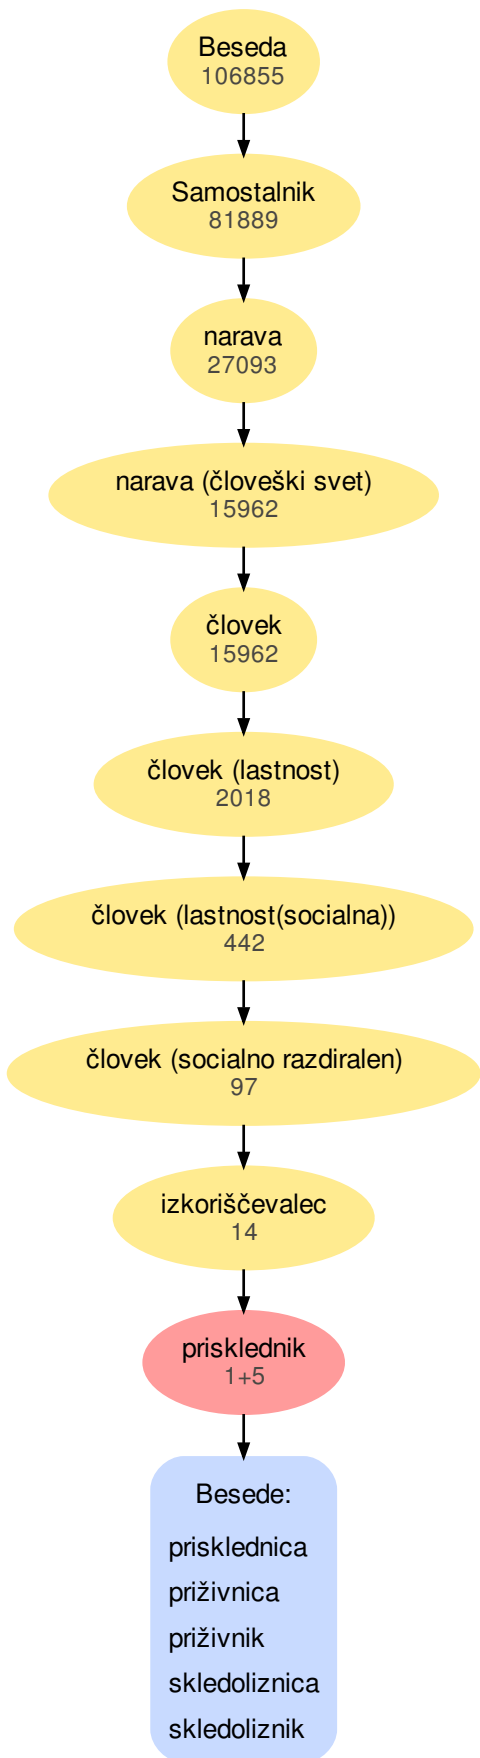 Beseda
106855
Samostalnik
81889
narava
27093
narava (človeški svet)
15962
človek
15962
človek (lastnost)
2018
človek (lastnost(socialna))
442
človek (socialno razdiralen)
97
izkoriščevalec
14
prisklednik
1+5
Besede:
prisklednica
priživnica
priživnik
skledoliznica
skledoliznik